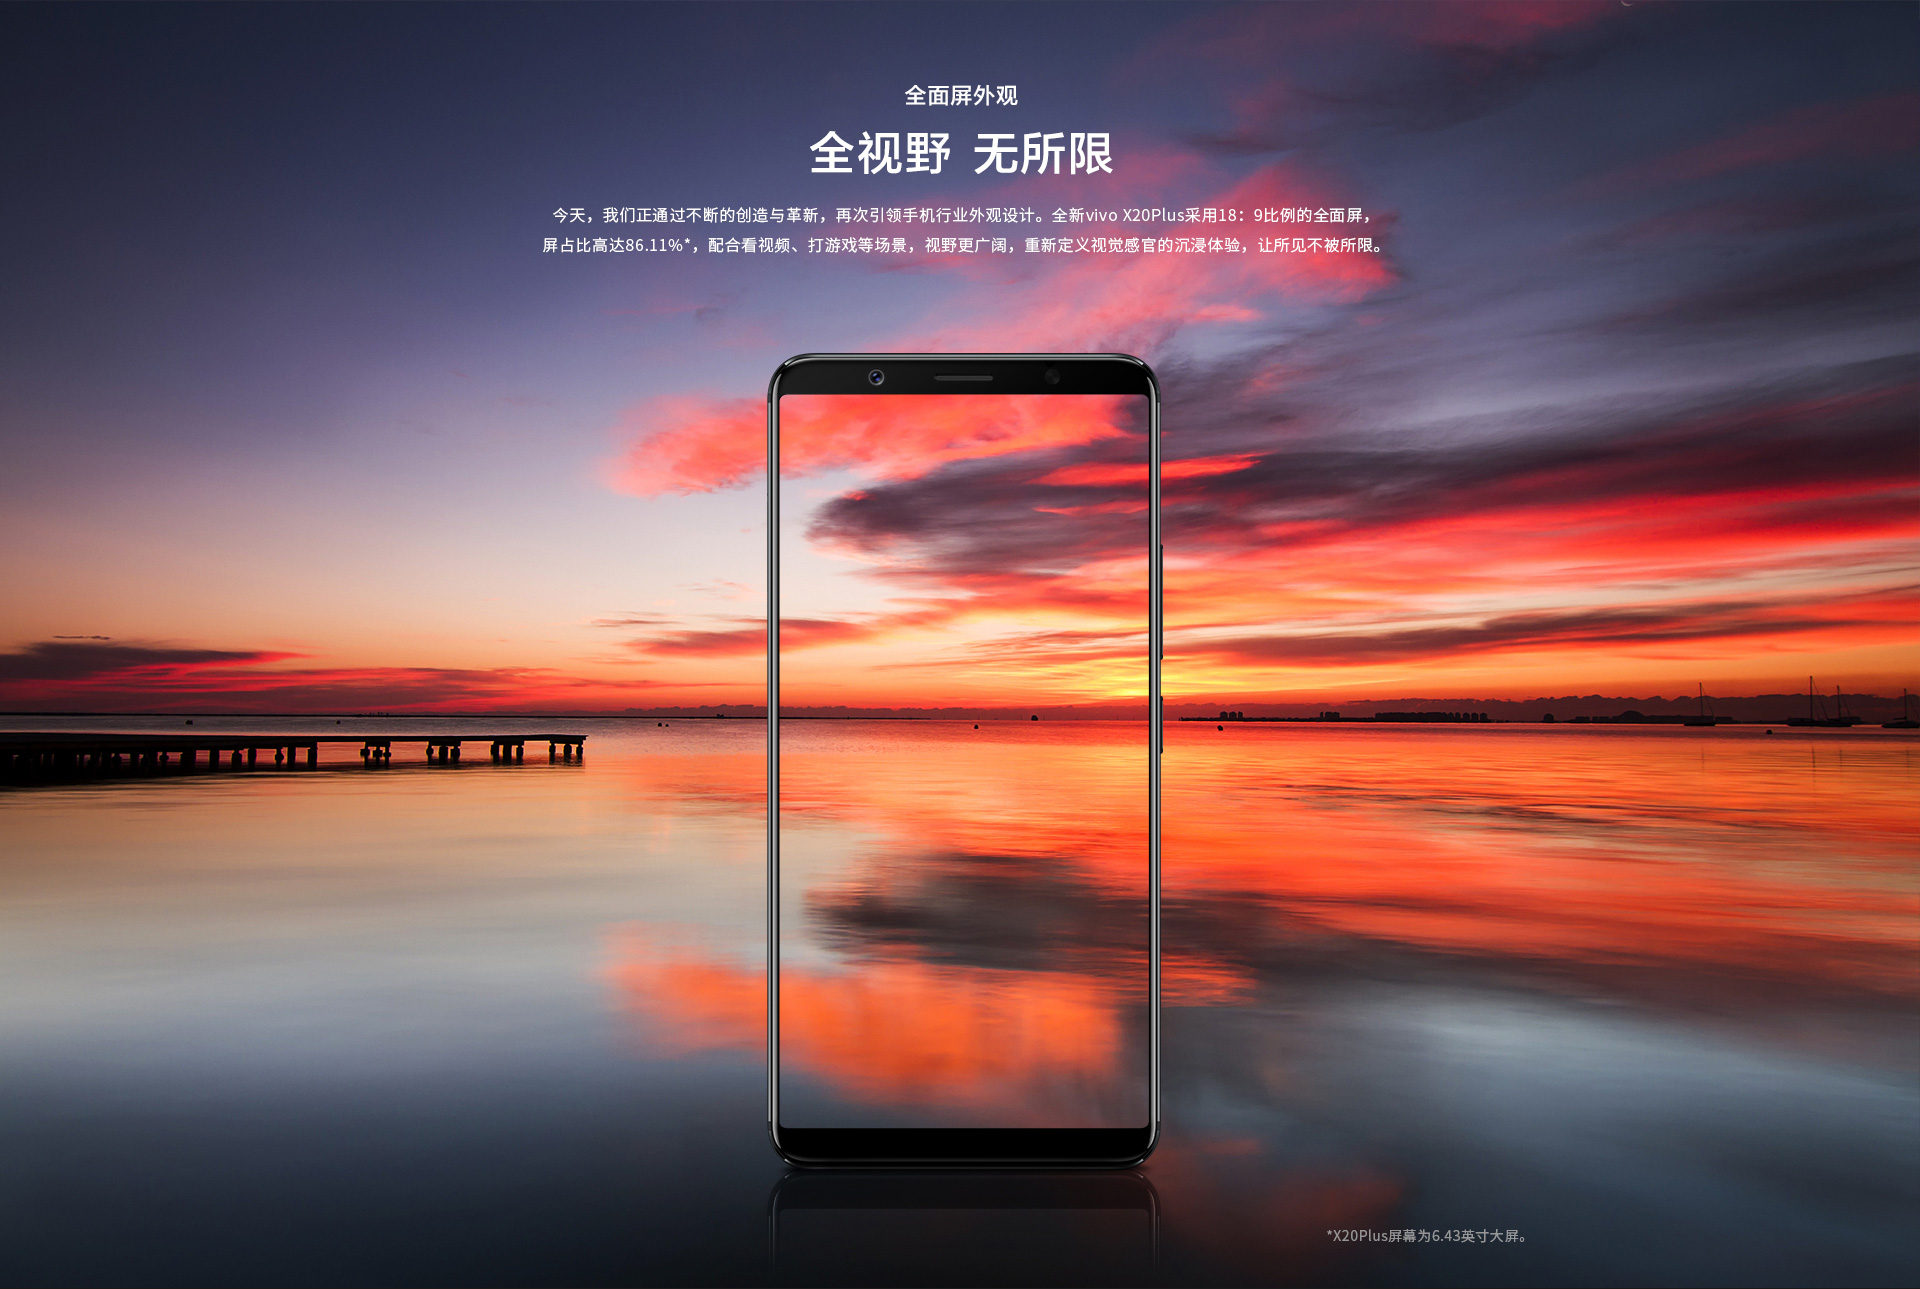 全面屏外观
全视野 无所限
今天，我们正通过不断的创造与革新，再次引领手机行业外观设计。全新vivo X20Plus采用18：9比例的全面屏，
屏占比高达86.11%*，配合看视频、打游戏等场景，视野更广阔，重新定义视觉感官的沉浸体验，让所见不被所限。
*X20Plus屏幕为6.43英寸大屏。